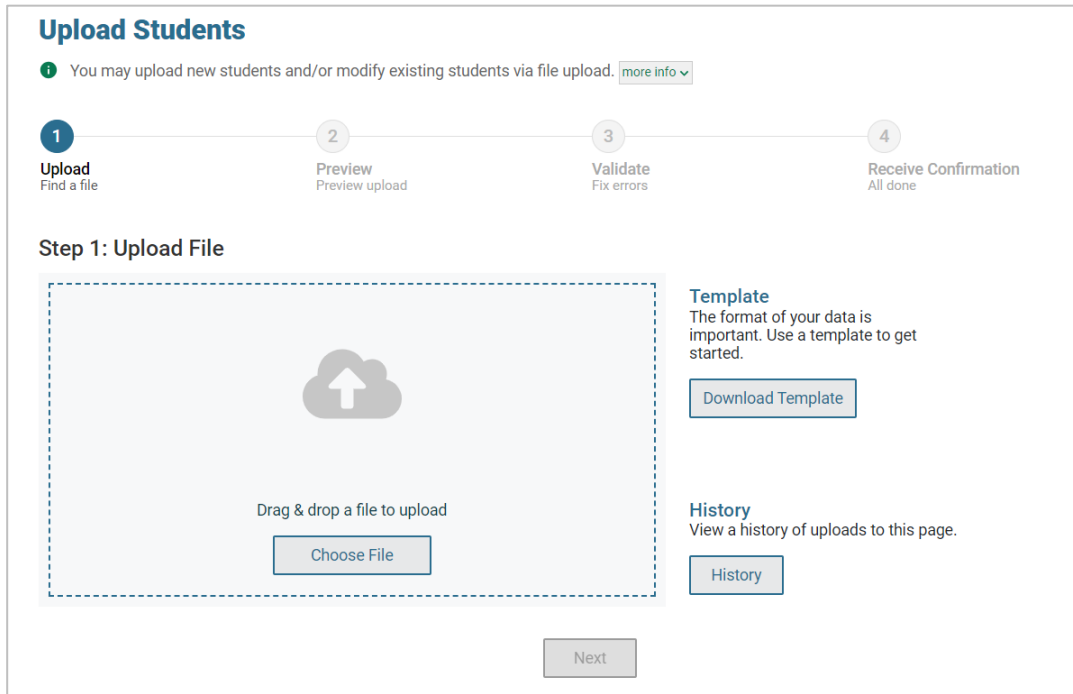 Upload Students
You may upload new students and/or modify existing students via file upload. more info
1
2
3
4
Upload
Preview
Validate
Receive Confirmation
Find a file
Preview upload
Fix errors
All done
Step 1: Upload File
Drag & drop a file to upload
Choose File
Template
The format of your data is
important. Use a template to get
started.
Download Template
History
View a history of uploads to this page.
History
Next